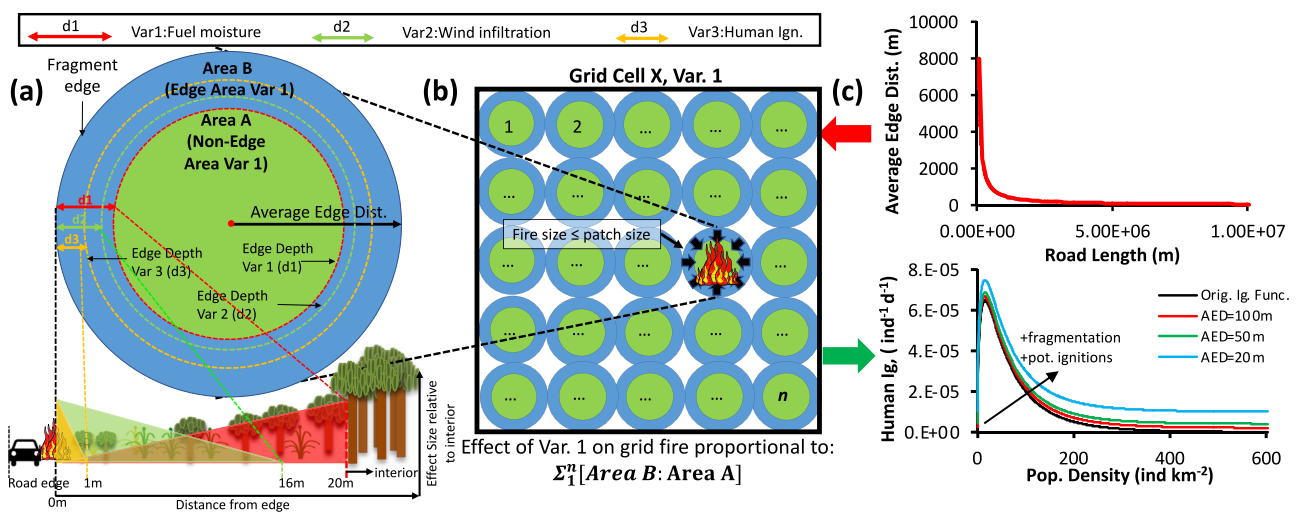 d1
Var1:Fuel moisture
d2
Var2:Wind infiltration
d3
Var3:Human Ign.
(a)
Fragment
edge
Area B
(Edge Area Var 1)
Area A
(Non-Edge
Area Var 1)
d1
d2
d3
Average Edge Dist.
Edge Depth
Var 3 (d3)
Edge Depth
Var 1 (d1)
Edge Depth
Var 2 (d2)
Road edge
0m
1m
16m
20m
interior
Distance from edge
Effect Size relative
to interior
(b)
Grid Cell X, Var. 1
1
2
...
...
...
...
...
...
...
...
Fire size ≤ patch size
...
...
...
...
...
...
...
...
...
...
...
...
...
n
Effect of Var. 1 on grid fire proportional to:
Σ₁ⁿ[Area B: Area A]
(c)
Average Edge Dist. (m)
10000
8000
6000
4000
2000
0
0.00E+00
5.00E+06
1.00E+07
Road Length (m)
Human Ig, ( ind⁻¹ d⁻¹)
8.E-05
6.E-05
4.E-05
2.E-05
0.E+00
Orig. Ig. Func.
AED=100m
AED=50m
AED=20m
+fragmentation
+pot. ignitions
0
200
400
600
Pop. Density (ind km⁻²)